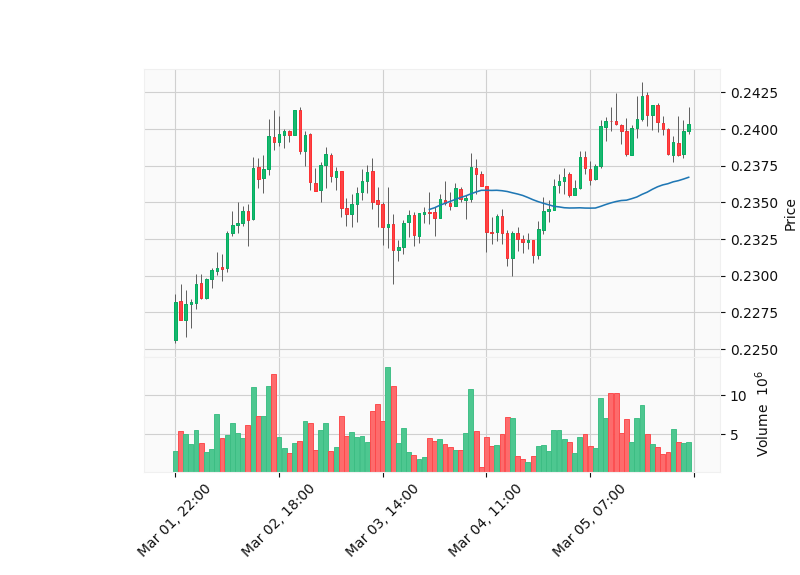 0.2425
0.2400
0.2375
0.2350
0.2325
0.2300
0.2275
0.2250
Price
10
5
Volume 10⁶
Mar 01, 22:00
Mar 02, 18:00
Mar 03, 14:00
Mar 04, 11:00
Mar 05, 07:00